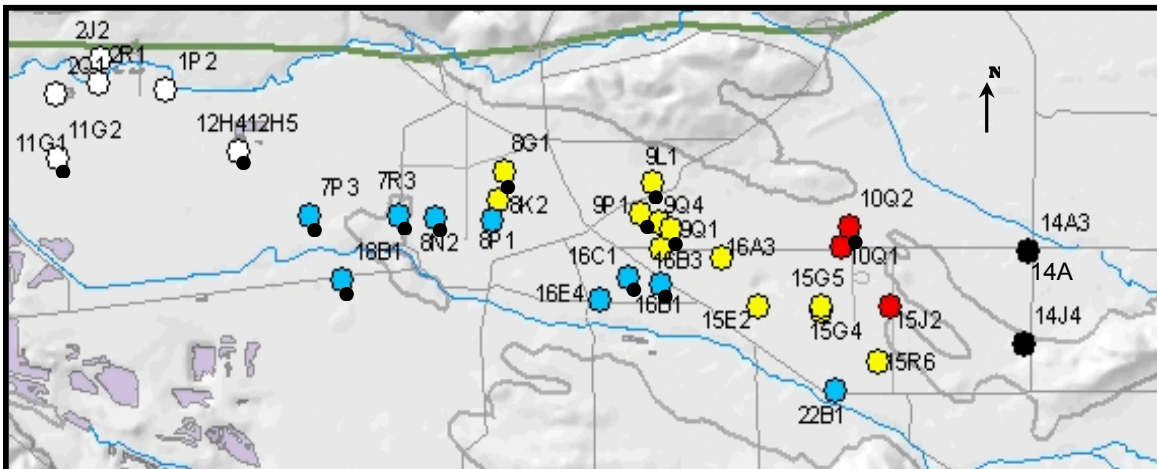 2J2
2R1
2Q1
1P2
N
11G1
11G2
12H4
12H5
8G1
9L1
7P3
7R3
8K2
9P1
9Q4
10Q2
8N2
8P1
9Q1
14A3
18B1
16C1
16B3
16A3
10Q1
14A
16E4
16B1
15G5
15E2
15G4
15J2
14J4
15R6
22B1